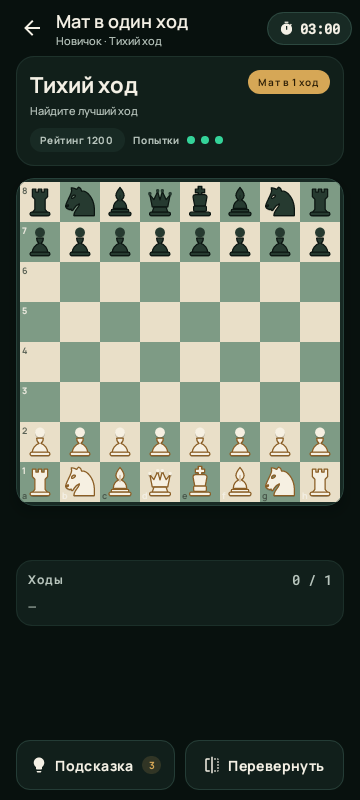 Мат в один ход
Новичок · Тихий ход
03:00
Тихий ход
Мат в 1 ход
Найдите лучший ход
Рейтинг 1200
Попытки
8
7
6
5
4
3
2
1
a
c
e
g
Ходы
0 / 1
—
Подсказка
3
Перевернуть